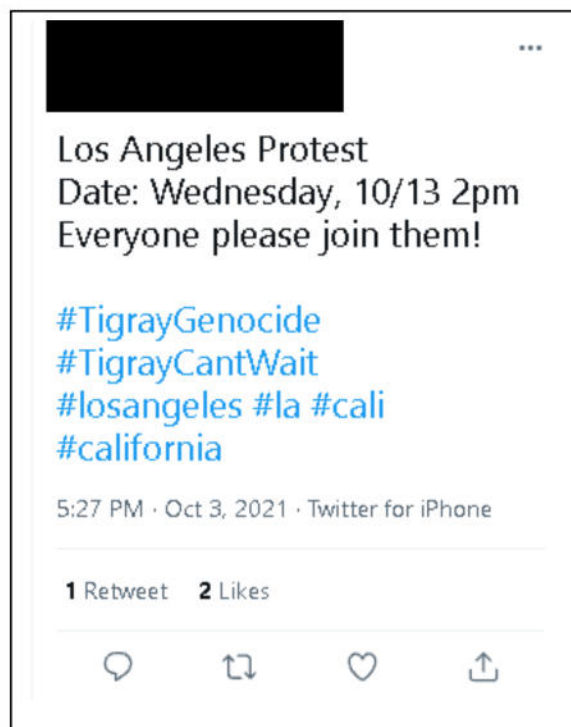 Los Angeles Protest
Date: Wednesday, 10/13 2pm
Everyone please join them!
#TigrayGenocide
#TigrayCantWait
#losangeles #la #cali
#california
5:27 PM · Oct 3, 2021 · Twitter for iPhone
1 Retweet 2 Likes